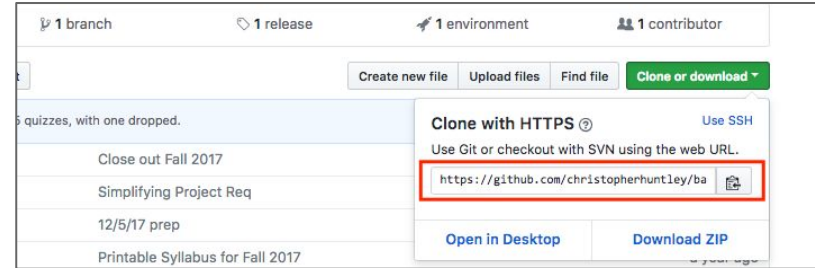 1 branch 1 release 1 environment 1 contributor
t Create new file Upload files Find file Clone or download
5 quizzes, with one dropped.
Clone with HTTPS Use SSH
Use Git or checkout with SVN using the web URL.
Close out Fall 2017
https://github.com/christopherhuntley/ba
Simplifying Project Req
12/5/17 prep
Open in Desktop Download ZIP
Printable Syllabus for Fall 2017 a year ago